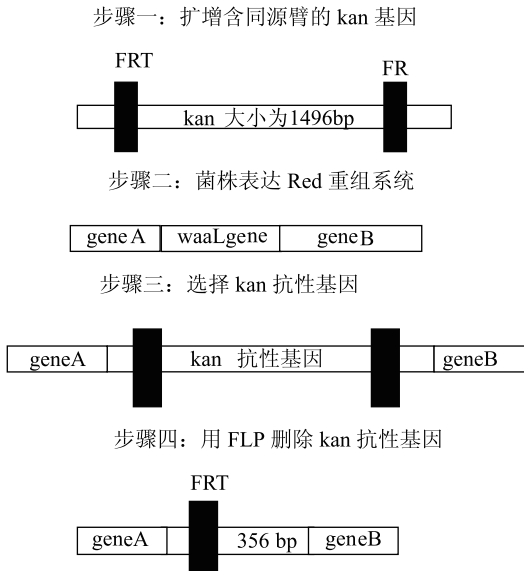 步骤一：扩增含同源臂的 kan 基因
FRT
FR
kan 大小为1496bp
步骤二：菌株表达 Red 重组系统
geneA waaLgene geneB
步骤三：选择 kan 抗性基因
geneA kan 抗性基因 geneB
步骤四：用 FLP 删除 kan 抗性基因
FRT
geneA 356 bp geneB